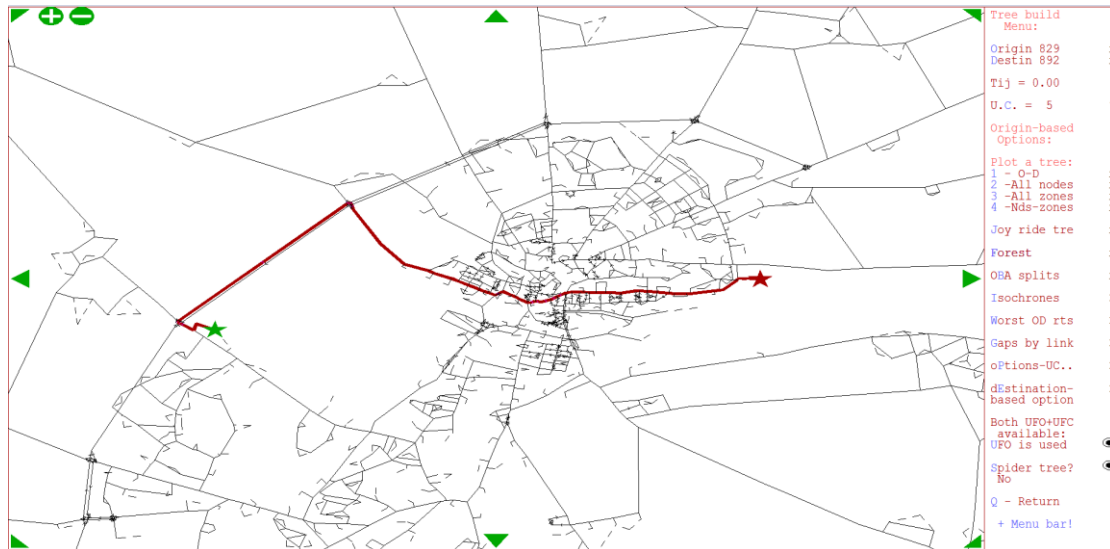 Tree build
Menu:
Origin 829
Destin 892
Tij = 0.00
U.C. = 5
Origin-based
Options:
Plot a tree:
1 - O-D
2 -All nodes
3 -All zones
4 -Nds-zones
Joy ride tre
Forest
OBA splits
Isochrones
Worst OD rts
Gaps by link
oPtions-UC..
dEstination-
based option
Both UFO+UFC
available:
UFO is used
Spider tree?
No
Q - Return
+ Menu bar!